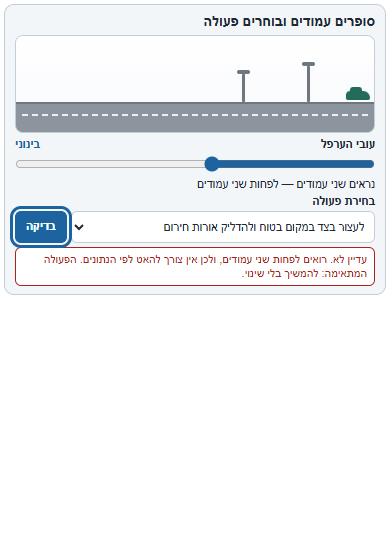 סופרים עמודים ובוחרים פעולה
עובי הערפל
בינוני
נראים שני עמודים — לפחות שני עמודים
בחירת פעולה
לעצור בצד במקום בטוח ולהדליק אורות חירום
בדיקה
עדיין לא. רואים לפחות שני עמודים, ולכן אין צורך להאט לפי הנתונים. הפעולה
המתאימה: להמשיך בלי שינוי.